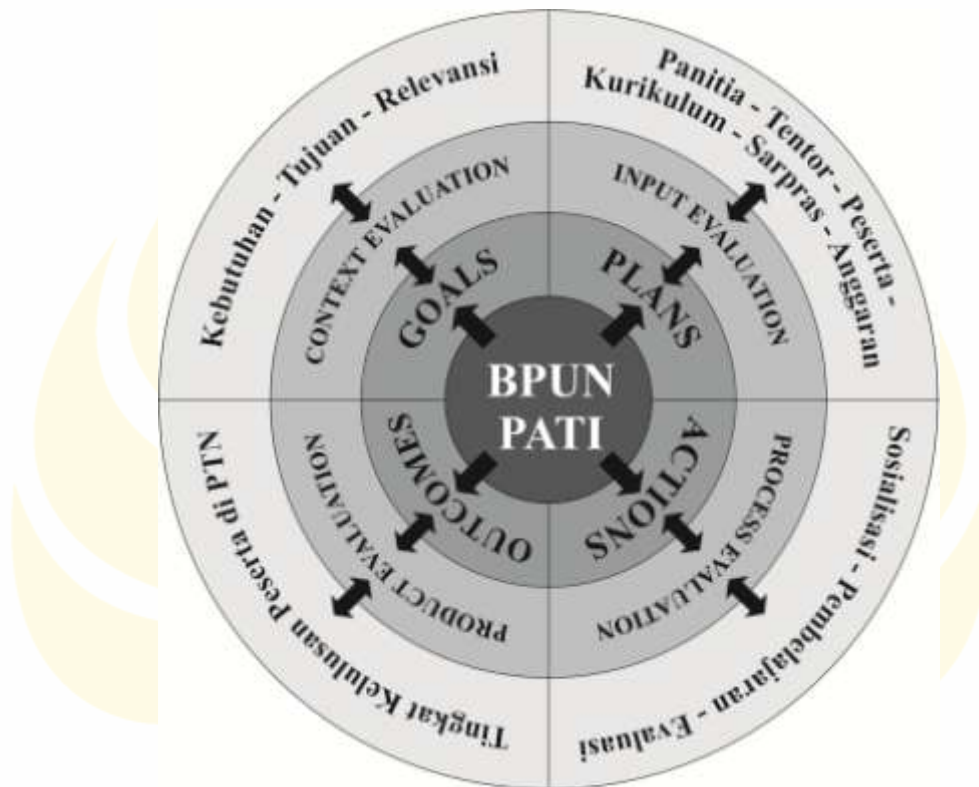 Kebutuhan - Tujuan - Relevansi
Panitia - Tentor - Peserta -
Kurikulum - Sarpras - Anggaran
CONTEXT EVALUATION
INPUT EVALUATION
GOALS
PLANS
BPUN
PATI
OUTCOMES
ACTIONS
PRODUCT EVALUATION
PROCESS EVALUATION
Tingkat Kelulusan Peserta di PTN
Sosialisasi - Pembelajaran - Evaluasi